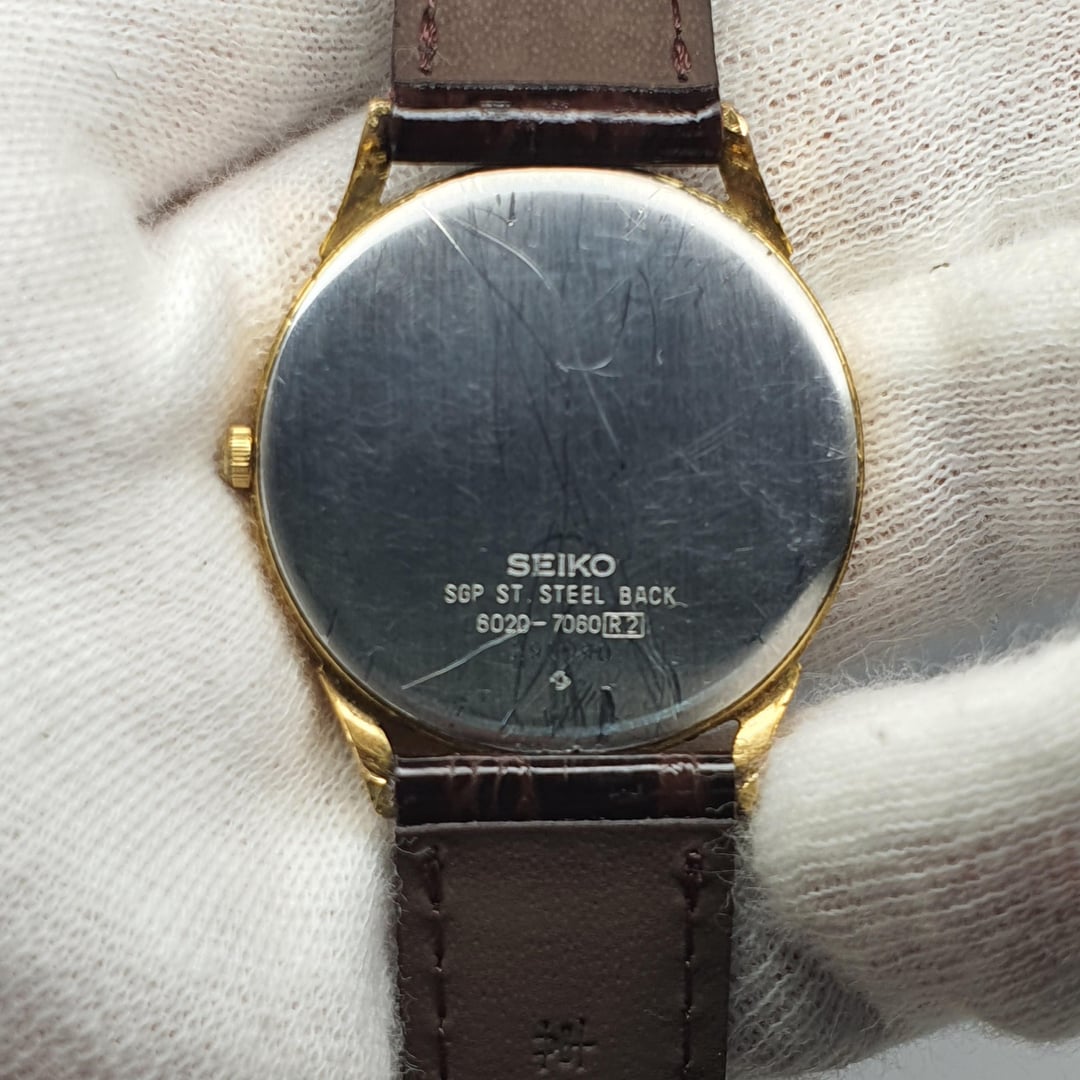 SEIKO
SGP ST. STEEL BACK
6020-7060 R2